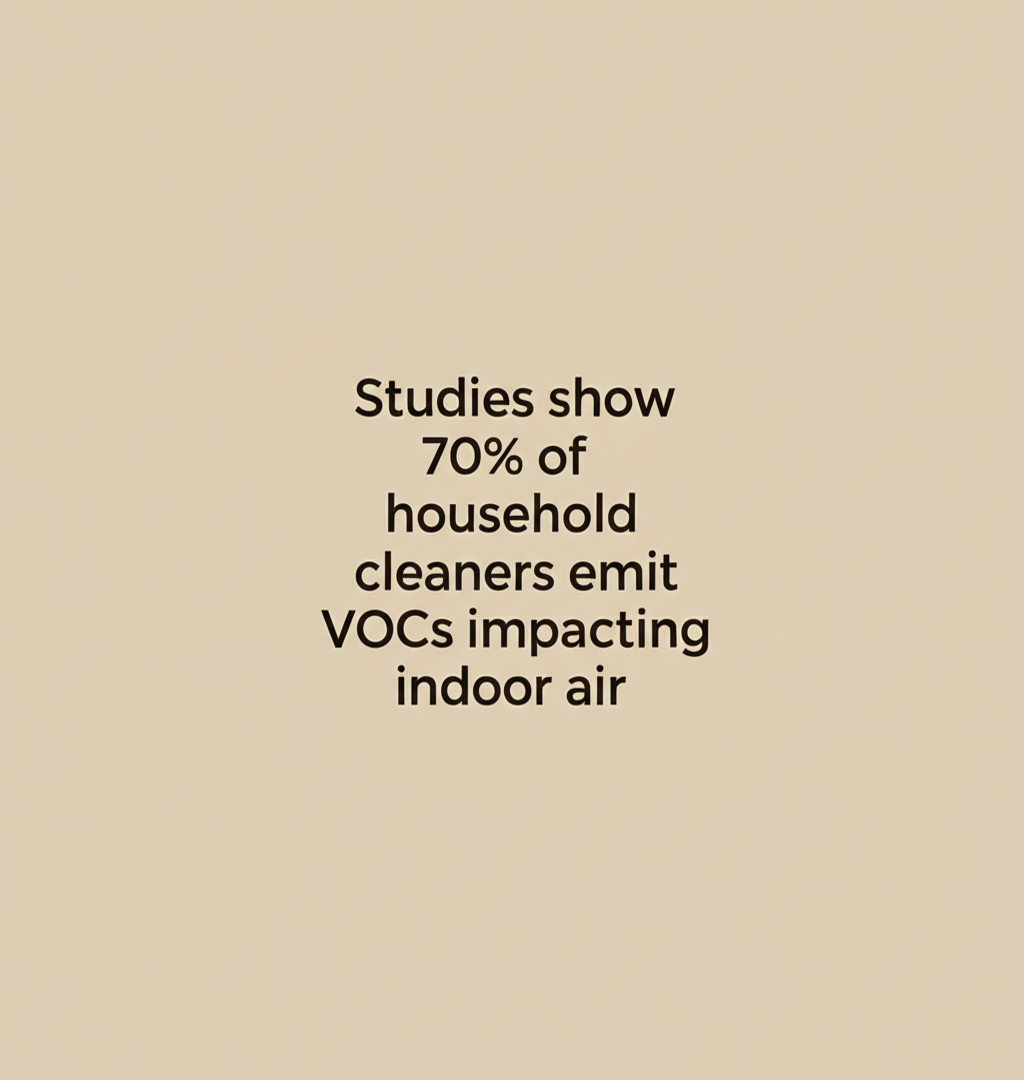 Studies show
70% of
household
cleaners emit
VOCs impacting
indoor air